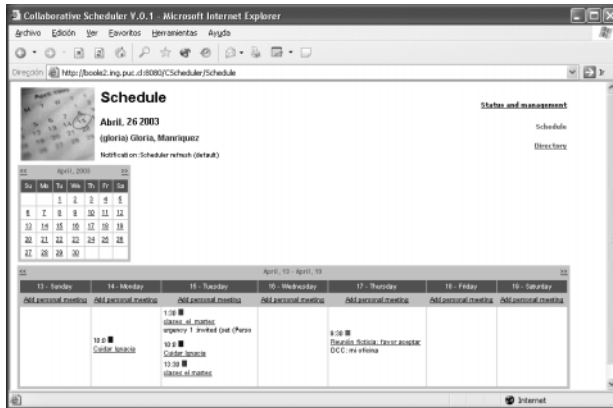 Collaborative Scheduler V.0.1 - Microsoft Internet Explorer
Archivo Edición Ver Favoritos Herramientas Ayuda
Dirección http://boole2.ing.puc.cl:8080/CScheduler/Schedule Ir
Schedule
Status and management
Abril, 26 2003
Schedule
(gloria) Gloria, Manriquez
Directory
Notification: Scheduler refresh (default)
<< April, 2003 >>
Su Mo Tu We Th Fr Sa
1 2 3 4 5
6 7 8 9 10 11 12
13 14 15 16 17 18 19
20 21 22 23 24 25 26
27 28 29 30
<< April, 13 - April, 19 >>
13 - Sunday 14 - Monday 15 - Tuesday 16 - Wednesday 17 - Thursday 18 - Friday 19 - Saturday
Add personal meeting Add personal meeting Add personal meeting Add personal meeting Add personal meeting Add personal meeting Add personal meeting
1:30
clases el martes
urgency 1 invited (Perso
10:0
Cuidar Ignacia
10:0
Cuidar Ignacia
13:30
clases el martes
9:30
Reunión ficticia: favor aceptar
DCC: mi oficina
Internet